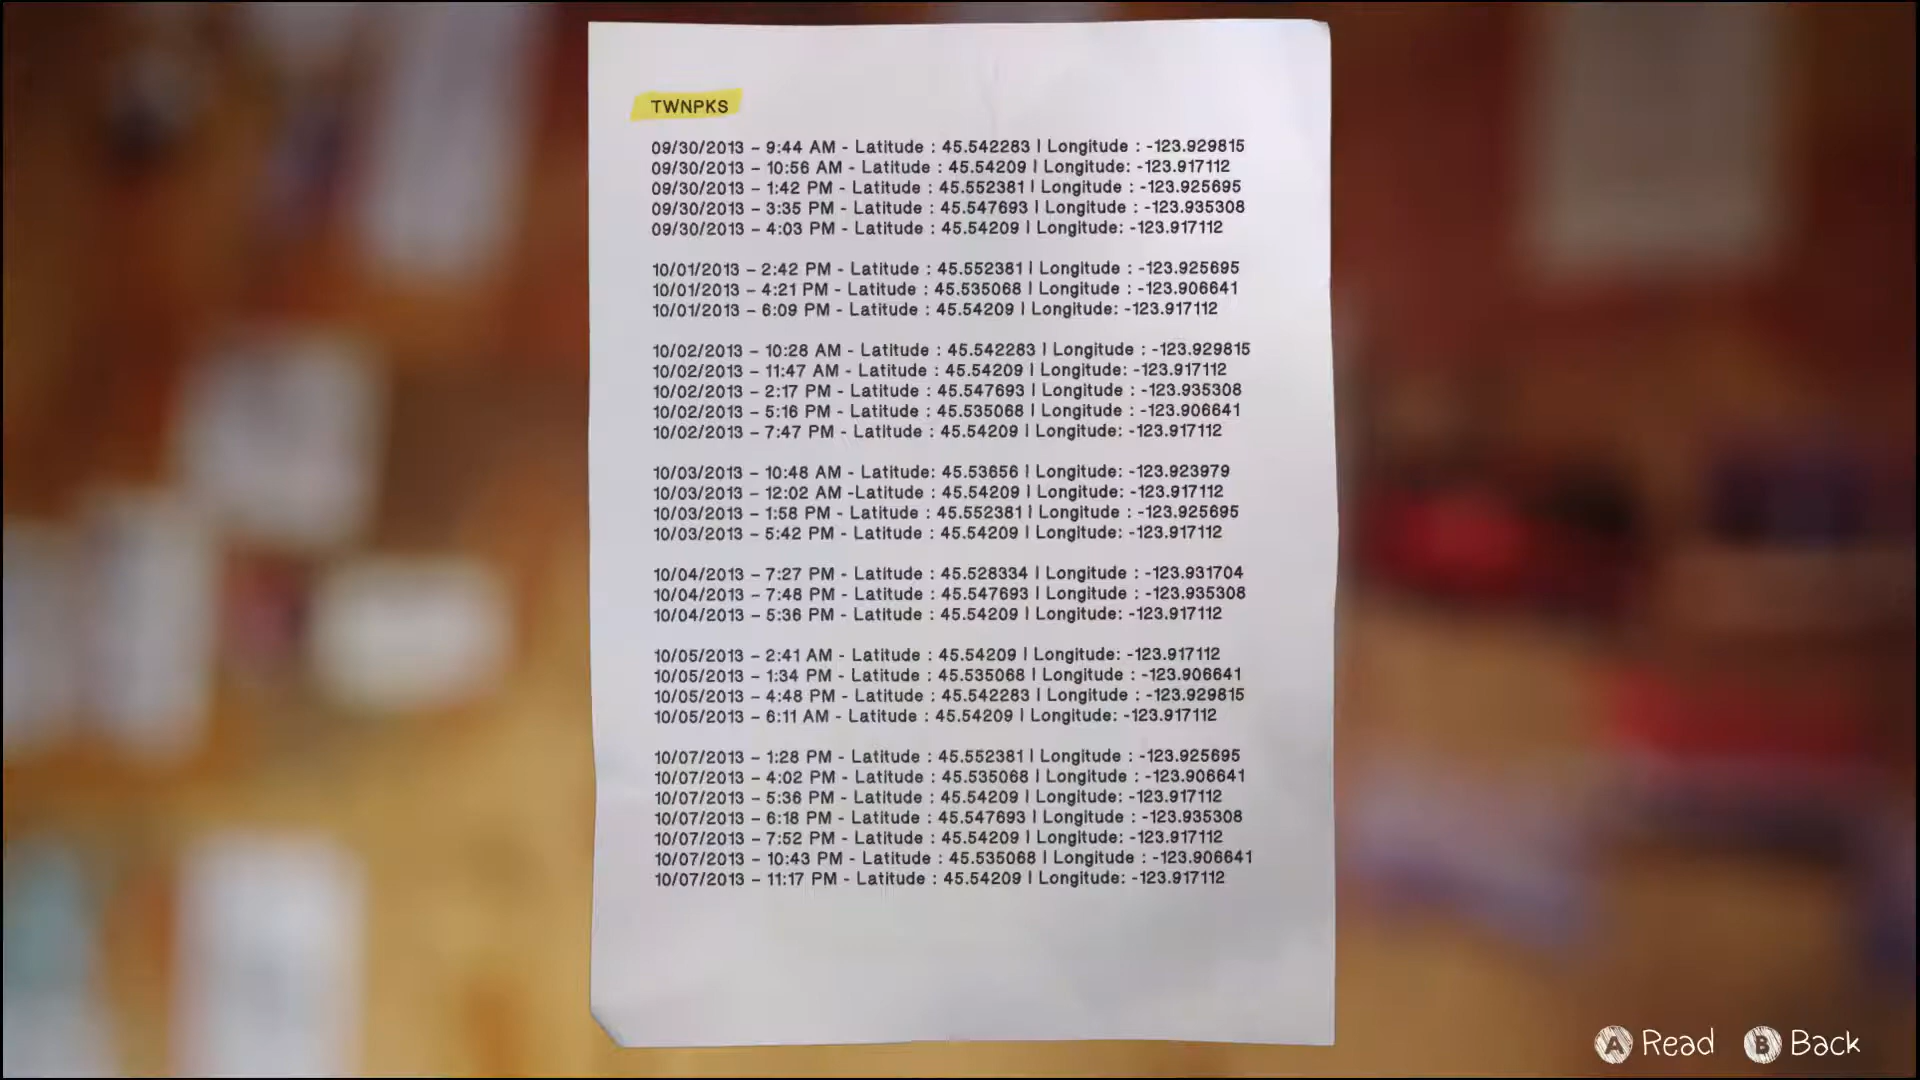 TWNPKS
09/30/2013 – 9:44 AM - Latitude : 45.542283 | Longitude : -123.929815
09/30/2013 – 10:56 AM - Latitude : 45.54209 | Longitude: -123.917112
09/30/2013 – 1:42 PM - Latitude : 45.552381 | Longitude : -123.925695
09/30/2013 – 3:35 PM - Latitude : 45.547693 | Longitude : -123.935308
09/30/2013 – 4:03 PM - Latitude : 45.54209 | Longitude: -123.917112
10/01/2013 – 2:42 PM - Latitude : 45.552381 | Longitude : -123.925695
10/01/2013 – 4:21 PM - Latitude : 45.535068 | Longitude : -123.906641
10/01/2013 – 6:09 PM - Latitude : 45.54209 | Longitude: -123.917112
10/02/2013 – 10:28 AM - Latitude : 45.542283 | Longitude : -123.929815
10/02/2013 – 11:47 AM - Latitude : 45.54209 | Longitude: -123.917112
10/02/2013 – 2:17 PM - Latitude : 45.547693 | Longitude : -123.935308
10/02/2013 – 5:16 PM - Latitude : 45.535068 | Longitude : -123.906641
10/02/2013 – 7:47 PM - Latitude : 45.54209 | Longitude: -123.917112
10/03/2013 – 10:48 AM - Latitude: 45.53656 | Longitude: -123.923979
10/03/2013 – 12:02 AM -Latitude : 45.54209 | Longitude: -123.917112
10/03/2013 – 1:58 PM - Latitude : 45.552381 | Longitude : -123.925695
10/03/2013 – 5:42 PM - Latitude : 45.54209 | Longitude: -123.917112
10/04/2013 – 7:27 PM - Latitude : 45.528334 | Longitude : -123.931704
10/04/2013 – 7:48 PM - Latitude : 45.547693 | Longitude : -123.935308
10/04/2013 – 5:36 PM - Latitude : 45.54209 | Longitude: -123.917112
10/05/2013 – 2:41 AM - Latitude : 45.54209 | Longitude: -123.917112
10/05/2013 – 1:34 PM - Latitude : 45.535068 | Longitude : -123.906641
10/05/2013 – 4:48 PM - Latitude : 45.542283 | Longitude : -123.929815
10/05/2013 – 6:11 AM - Latitude : 45.54209 | Longitude: -123.917112
10/07/2013 – 1:28 PM - Latitude : 45.552381 | Longitude : -123.925695
10/07/2013 – 4:02 PM - Latitude : 45.535068 | Longitude : -123.906641
10/07/2013 – 5:36 PM - Latitude : 45.54209 | Longitude: -123.917112
10/07/2013 – 6:18 PM - Latitude : 45.547693 | Longitude : -123.935308
10/07/2013 – 7:52 PM - Latitude : 45.54209 | Longitude: -123.917112
10/07/2013 – 10:43 PM - Latitude : 45.535068 | Longitude : -123.906641
10/07/2013 – 11:17 PM - Latitude : 45.54209 | Longitude: -123.917112
A Read B Back